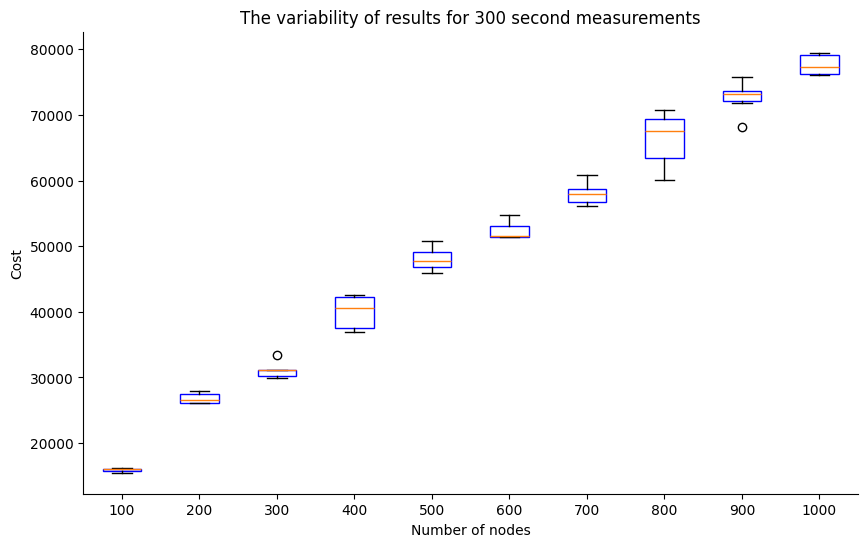 The variability of results for 300 second measurements
80000
70000
60000
50000
40000
30000
20000
Cost
100 200 300 400 500 600 700 800 900 1000
Number of nodes